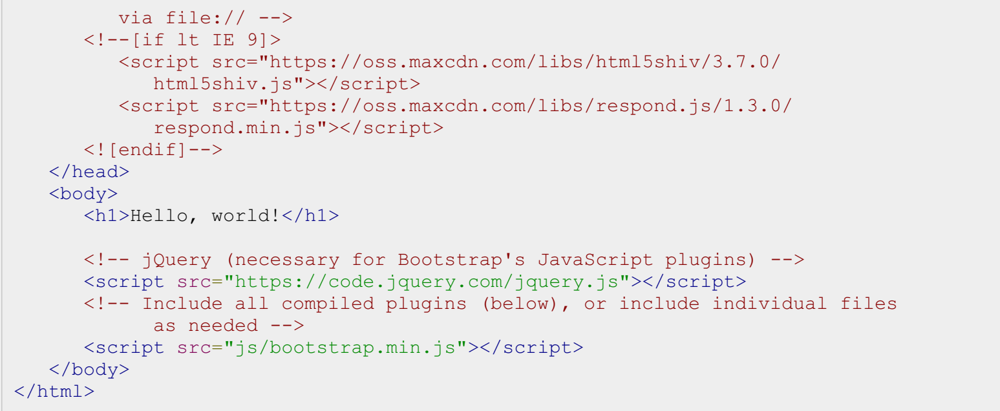 via file:// -->
<!--[if lt IE 9]>
<script src="https://oss.maxcdn.com/libs/html5shiv/3.7.0/
html5shiv.js"></script>
<script src="https://oss.maxcdn.com/libs/respond.js/1.3.0/
respond.min.js"></script>
<![endif]-->
</head>
<body>
<h1>Hello, world!</h1>
<!-- jQuery (necessary for Bootstrap's JavaScript plugins) -->
<script src="https://code.jquery.com/jquery.js"></script>
<!-- Include all compiled plugins (below), or include individual files
as needed -->
<script src="js/bootstrap.min.js"></script>
</body>
</html>